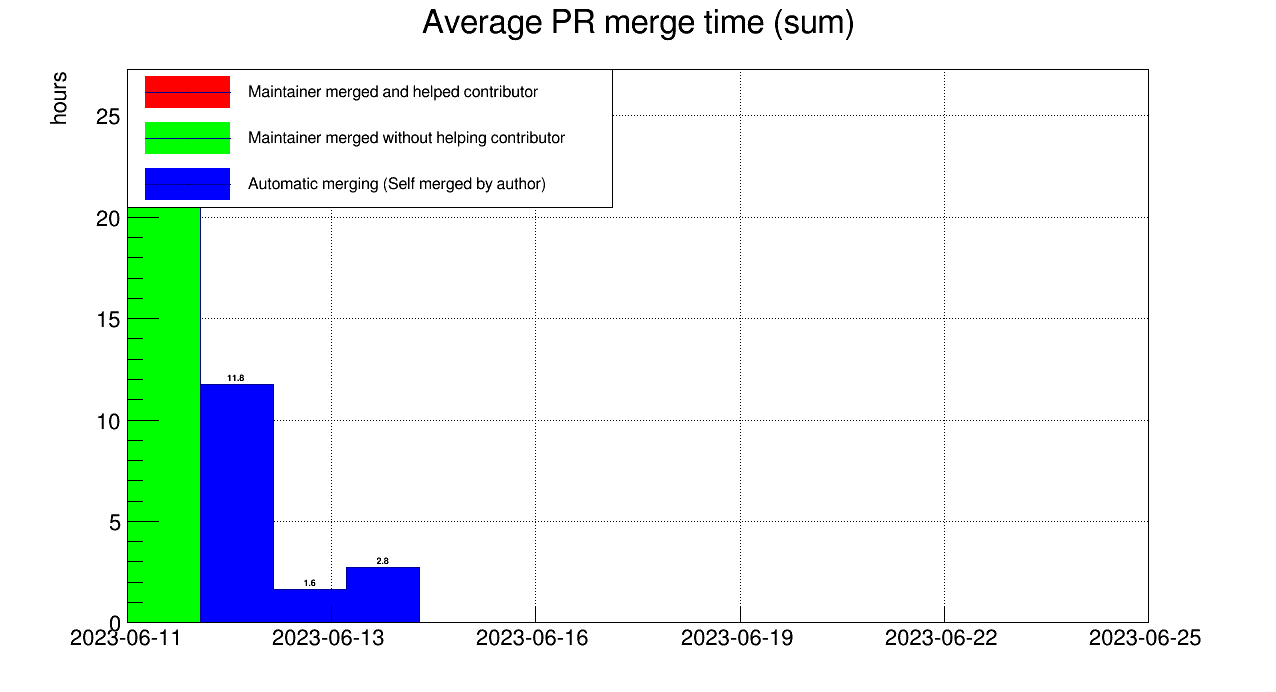 Average PR merge time (sum)
hours
Maintainer merged and helped contributor
Maintainer merged without helping contributor
Automatic merging (Self merged by author)
25
20
15
10
5
0
11.8
1.6
2.8
2023-06-11 2023-06-13 2023-06-16 2023-06-19 2023-06-22 2023-06-25